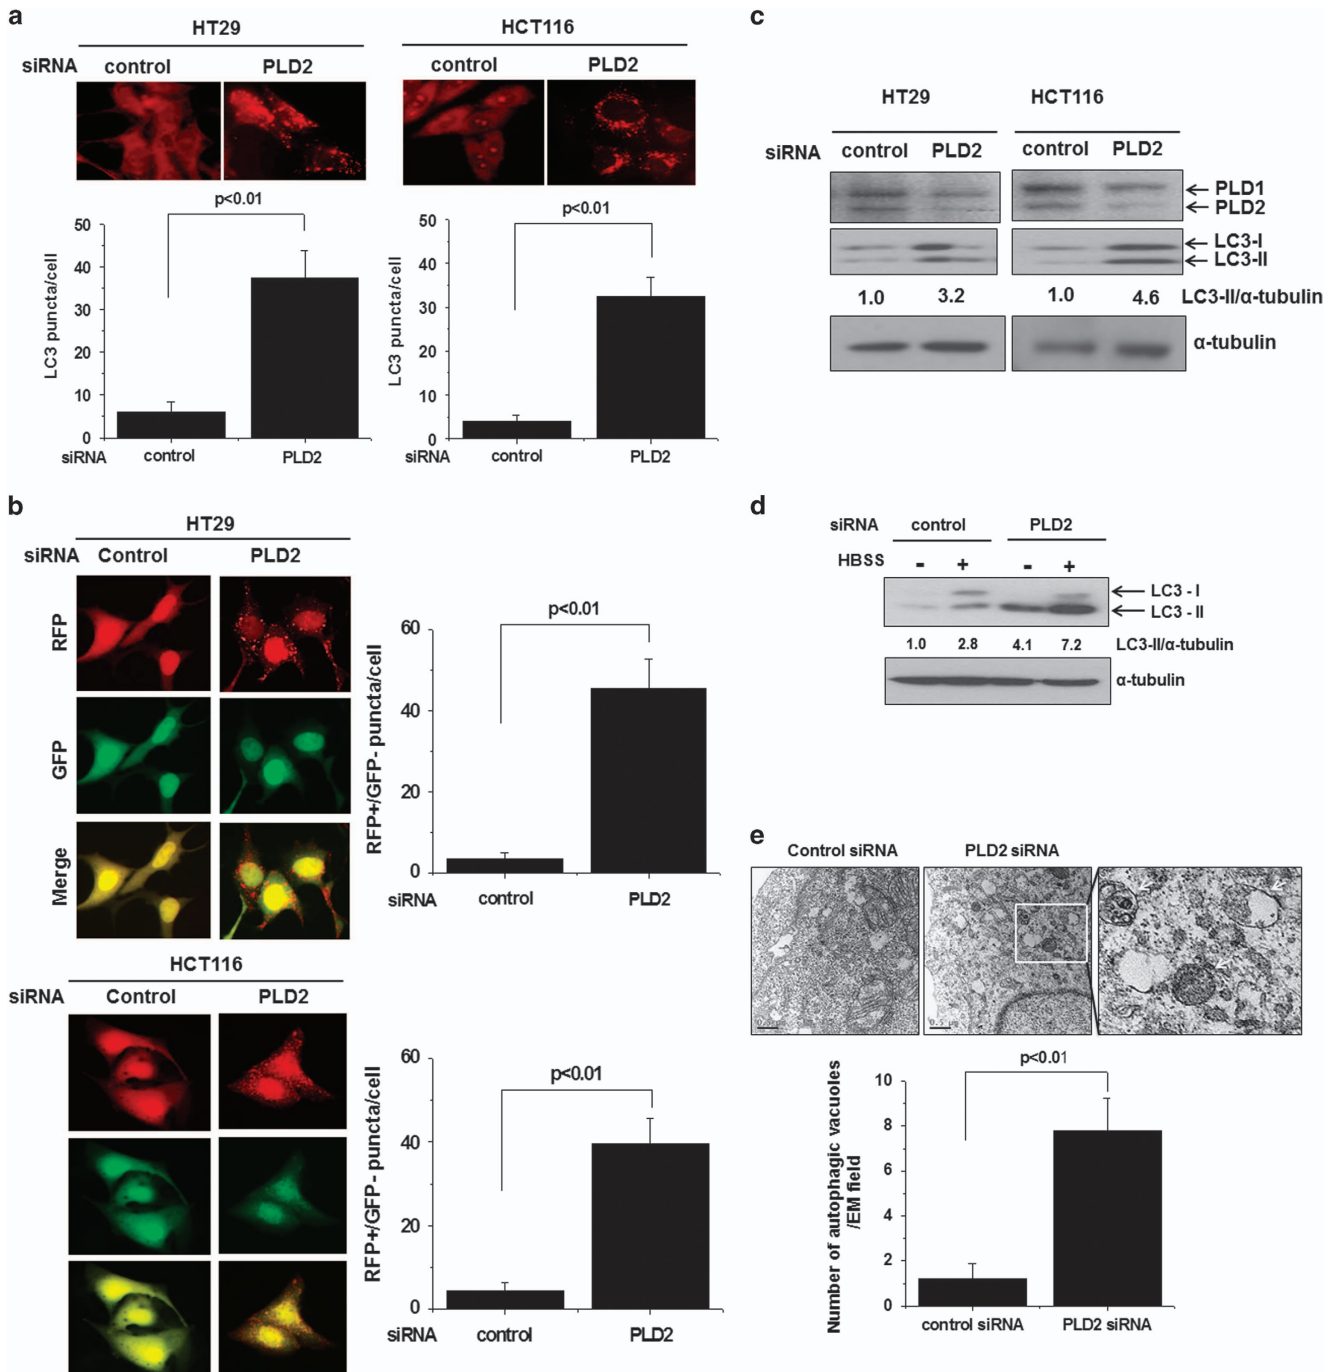 a
HT29
HCT116
siRNA control PLD2 control PLD2
p<0.01
p<0.01
LC3 puncta/cell
50
40
30
20
10
0
siRNA control PLD2
LC3 puncta/cell
50
40
30
20
10
0
siRNA control PLD2
b
HT29
siRNA Control PLD2
RFP
GFP
Merge
p<0.01
RFP+/GFP- puncta/cell
60
40
20
0
siRNA control PLD2
HCT116
siRNA Control PLD2
p<0.01
RFP+/GFP- puncta/cell
60
40
20
0
siRNA control PLD2
c
HT29 HCT116
siRNA control PLD2 control PLD2
PLD1
PLD2
LC3-I
LC3-II
1.0 3.2 1.0 4.6 LC3-II/α-tubulin
α-tubulin
d
siRNA control PLD2
HBSS - + - +
LC3 - I
LC3 - II
1.0 2.8 4.1 7.2 LC3-II/α-tubulin
α-tubulin
e
Control siRNA PLD2 siRNA
p<0.01
Number of autophagic vacuoles
/EM field
10
8
6
4
2
0
control siRNA PLD2 siRNA